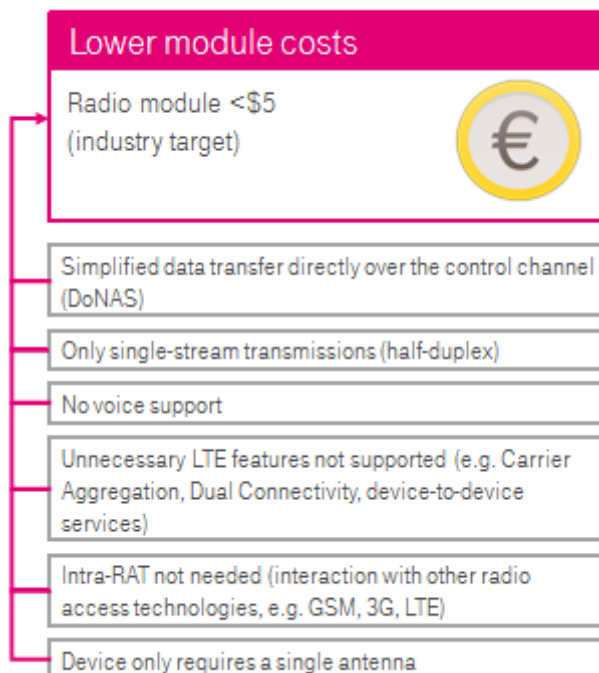 Lower module costs
Radio module <$5
(industry target)
€
Simplified data transfer directly over the control channel
(DoNAS)
Only single-stream transmissions (half-duplex)
No voice support
Unnecessary LTE features not supported (e.g. Carrier
Aggregation, Dual Connectivity, device-to-device
services)
Intra-RAT not needed (interaction with other radio
access technologies, e.g. GSM, 3G, LTE)
Device only requires a single antenna